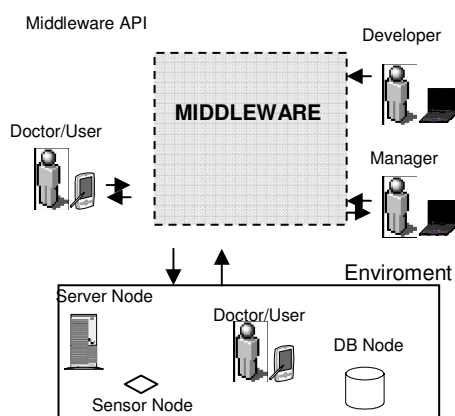 Middleware API
Developer
MIDDLEWARE
Doctor/User
Manager
Enviroment
Server Node
Doctor/User
DB Node
Sensor Node